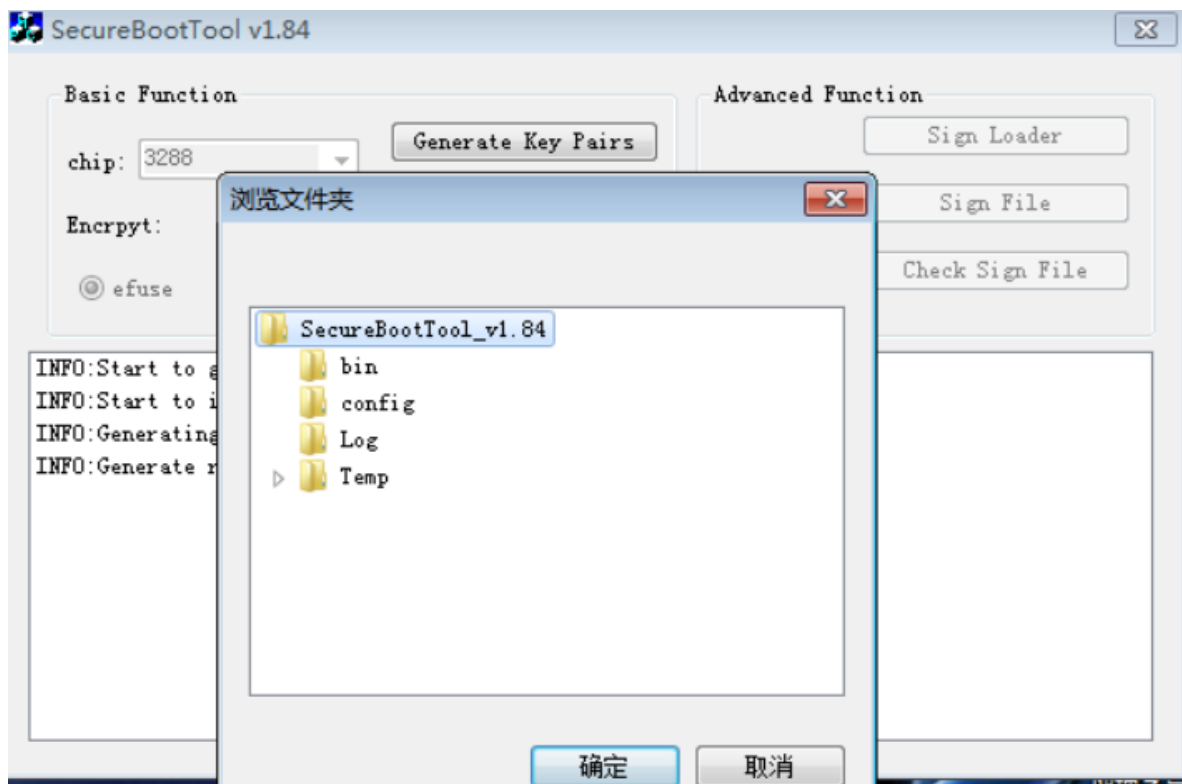 SecureBootTool v1.84
Basic Function
Advanced Function
Generate Key Pairs
Sign Loader
chip: 3288
浏览文件夹
Sign File
Encrpyt:
Check Sign File
efuse
SecureBootTool_v1.84
bin
config
Log
Temp
INFO:Start to g
INFO:Start to i
INFO:Generating
INFO:Generate r
确定
取消